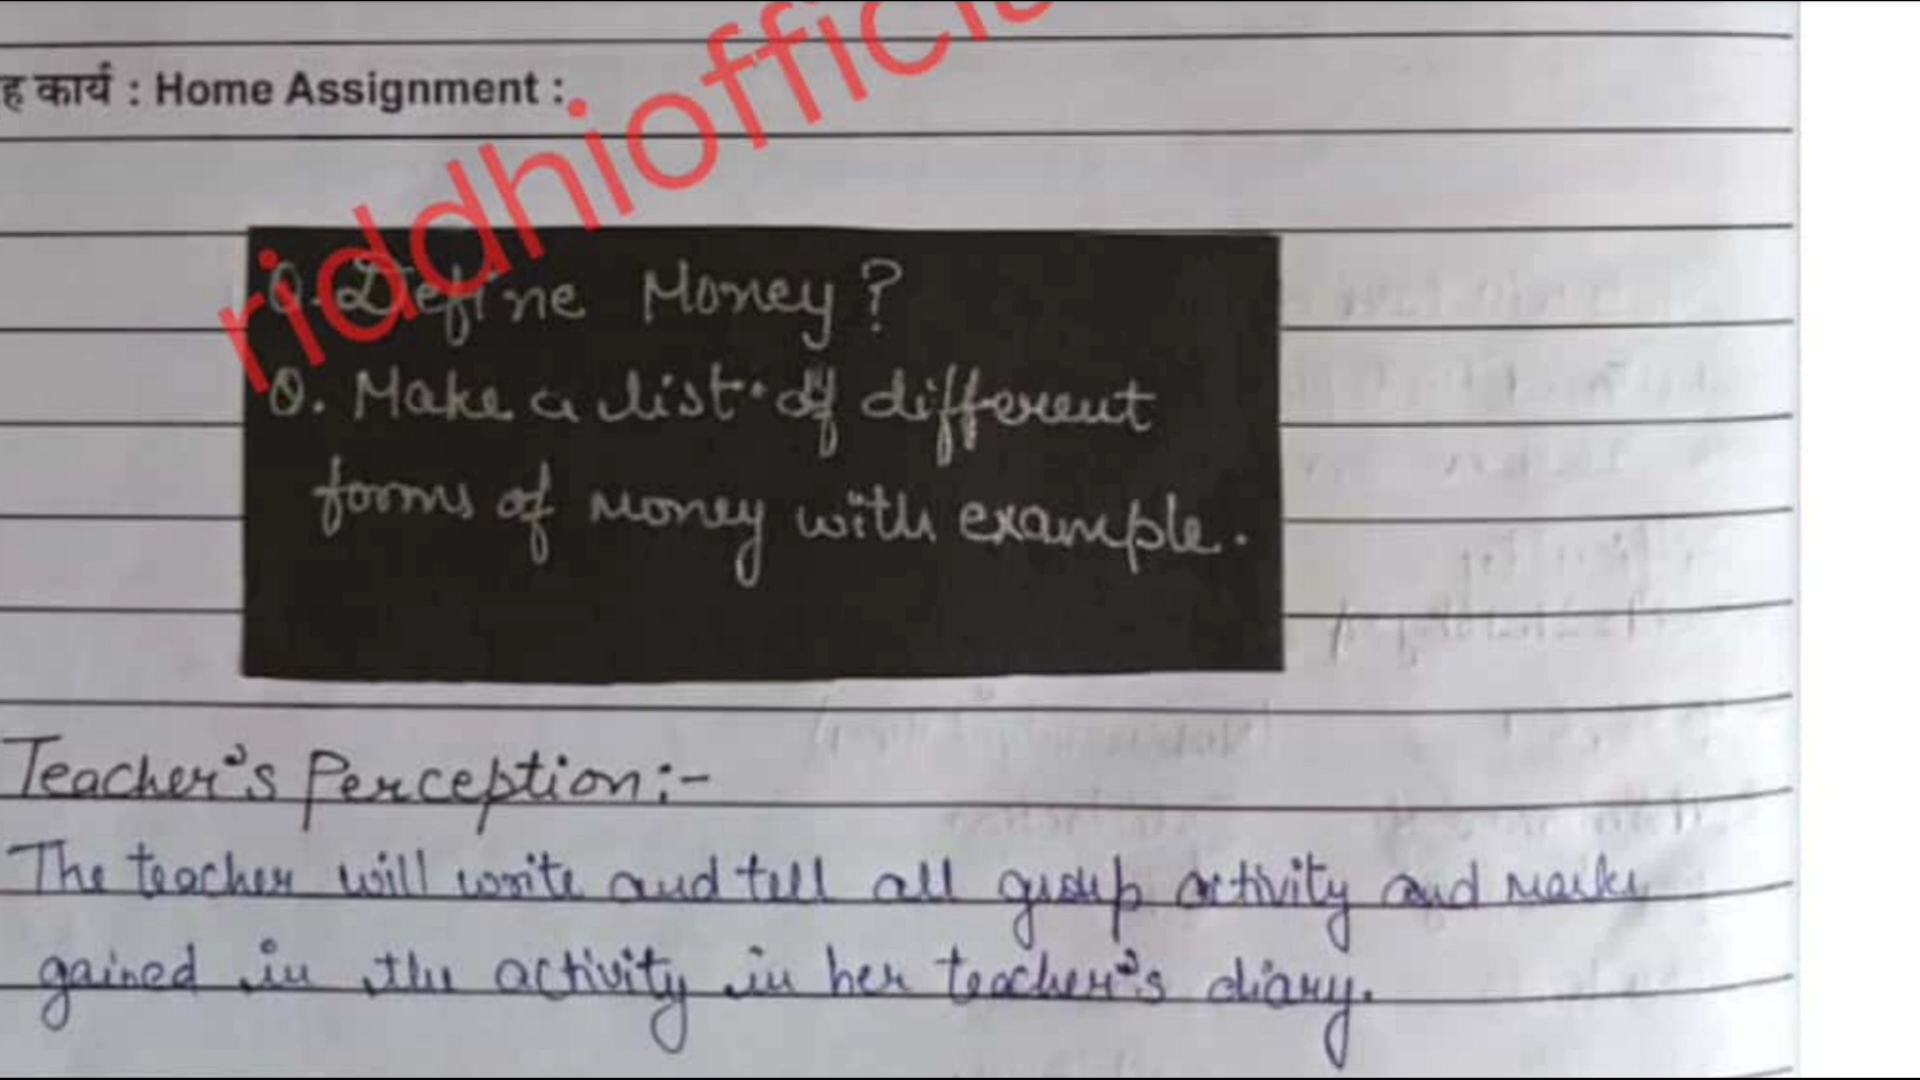 riddhioffici
ह कार्य : Home Assignment :
Q. Define Money ?
Q. Make a list of different
forms of money with example.
Teacher's Perception:-
The teacher will write and tell all group activity and marks
gained in the activity in her teacher's diary.